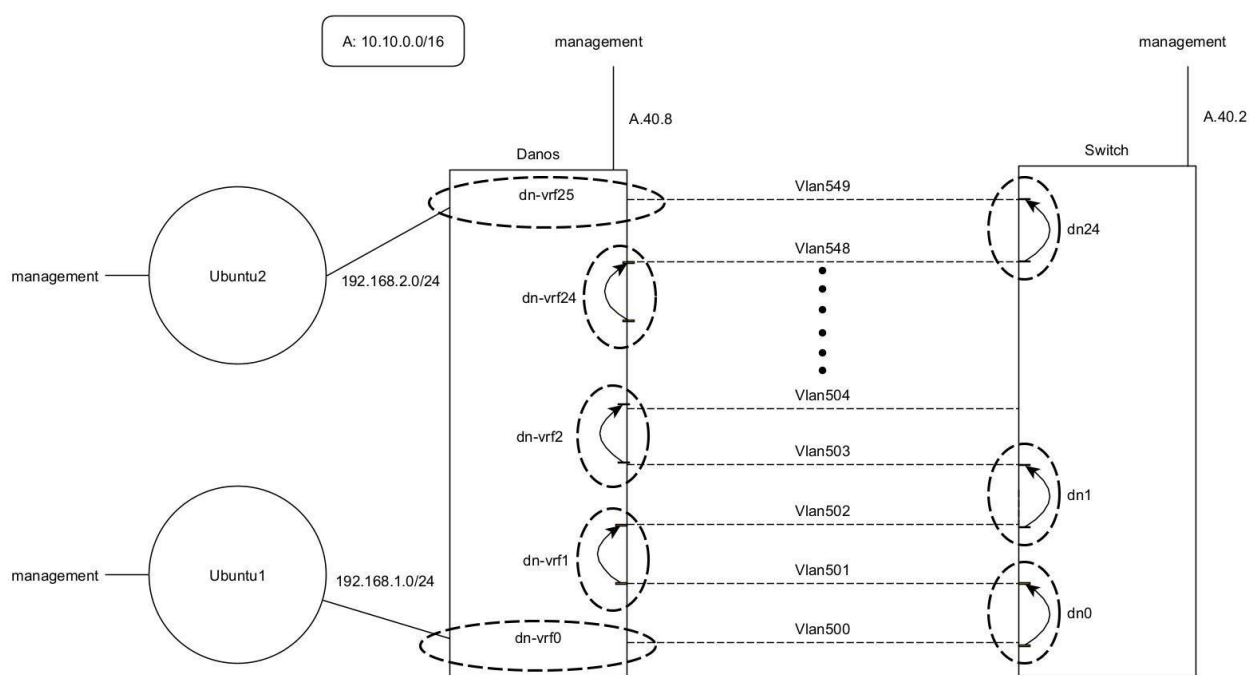 A: 10.10.0.0/16
management
management
A.40.8
A.40.2
Danos
Switch
dn-vrf25
Vlan549
dn24
Vlan548
Ubuntu2
management
192.168.2.0/24
dn-vrf24
Vlan504
dn-vrf2
Vlan503
dn1
Vlan502
dn-vrf1
Vlan501
management
Ubuntu1
192.168.1.0/24
dn0
Vlan500
dn-vrf0